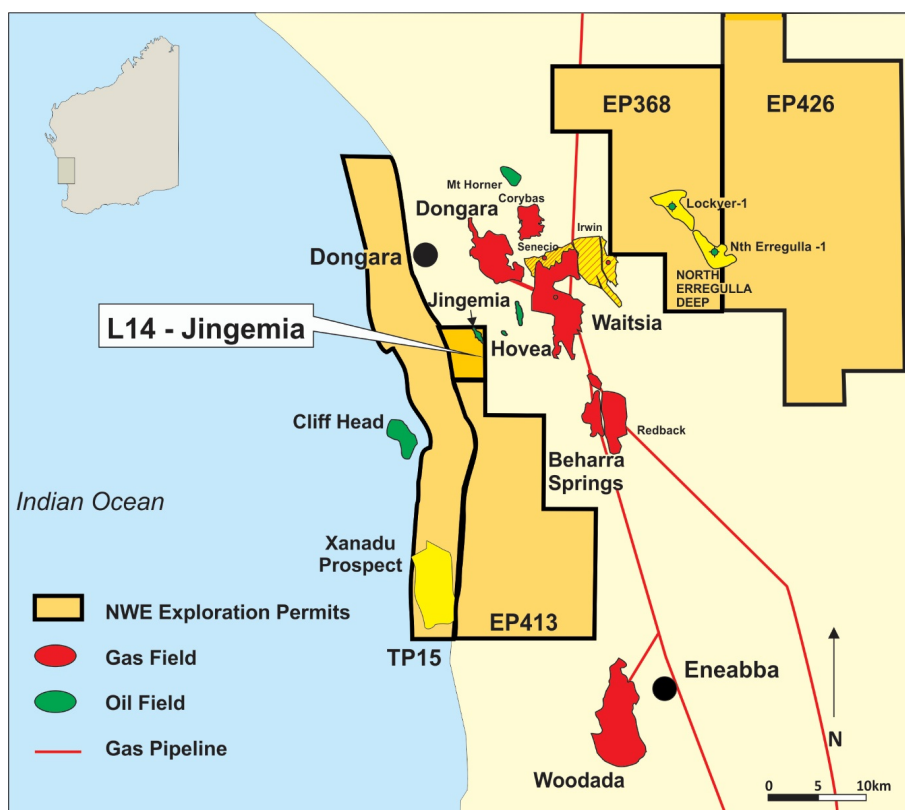 EP368
EP426
Mt Horner
Corybas
Dongara
Lockyer-1
Irwin
Senecio
Nth Erregulla -1
Dongara
NORTH
ERREGULLA
DEEP
Jingemia
Waitsia
L14 - Jingemia
Hovea
Cliff Head
Redback
Beharra
Springs
Indian Ocean
Xanadu
Prospect
NWE Exploration Permits
EP413
TP15
Gas Field
Eneabba
Oil Field
Gas Pipeline
N
Woodada
0 5 10km